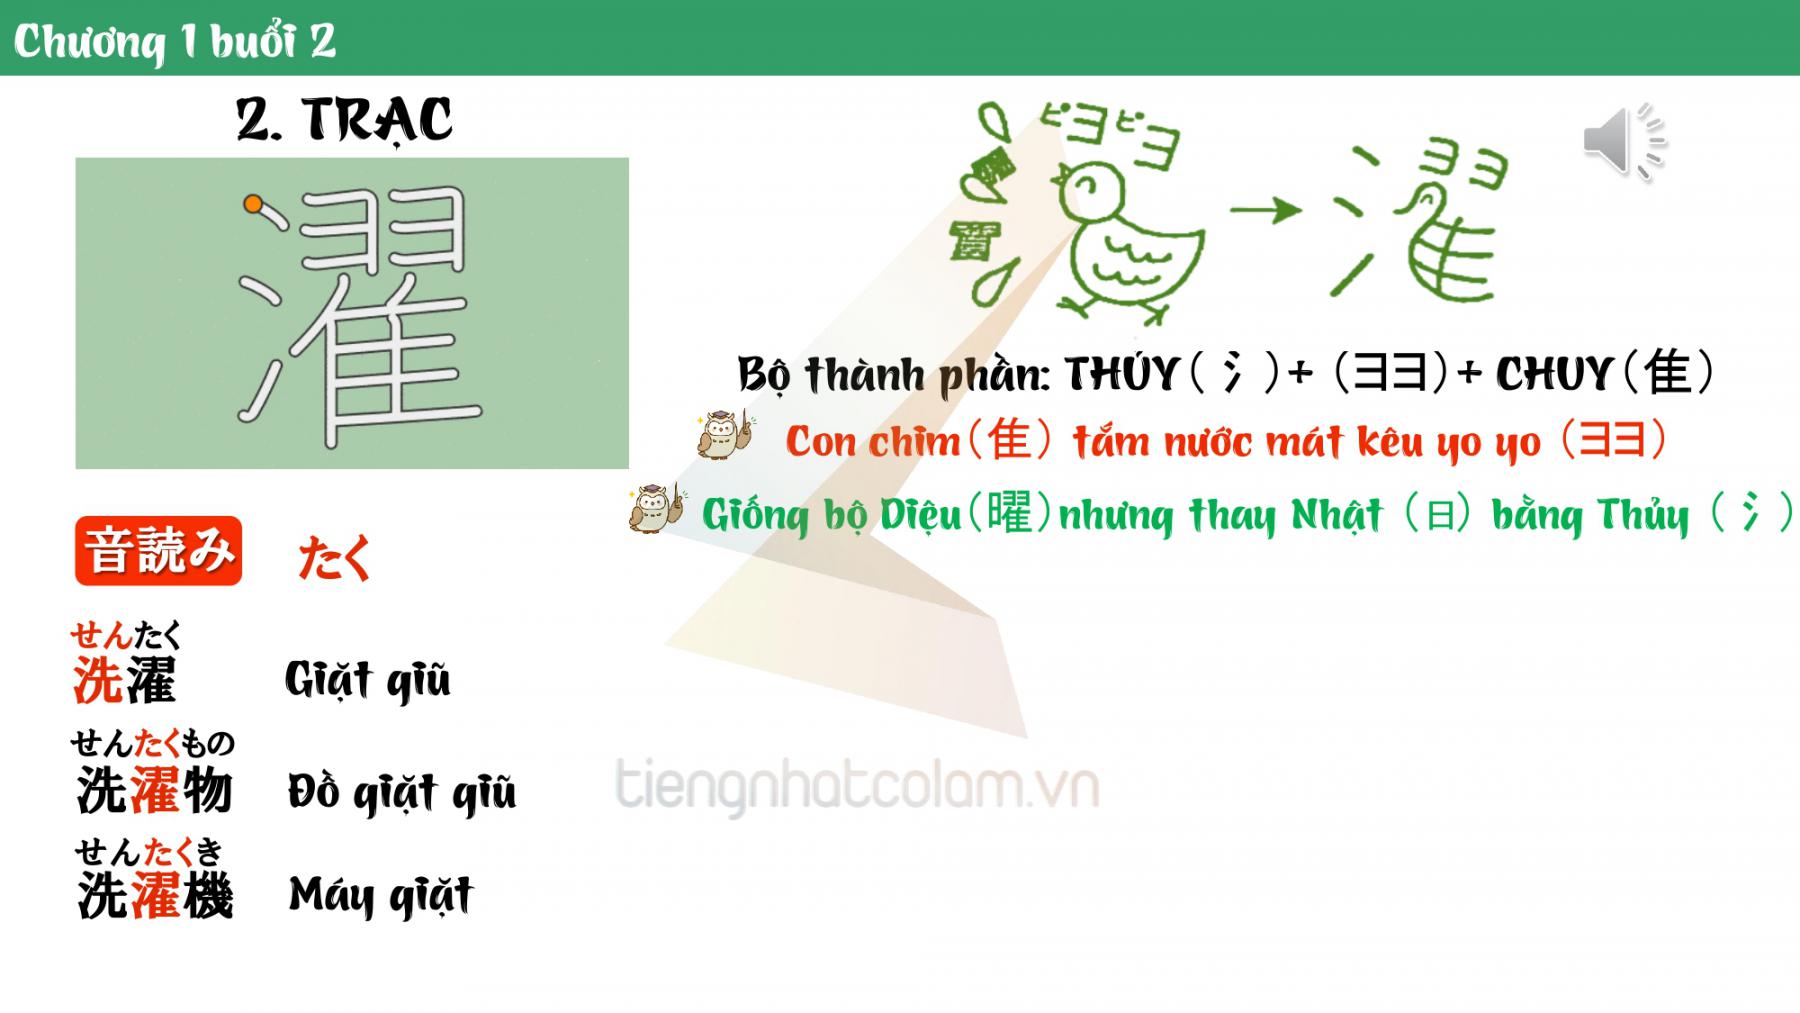 Chương 1 buổi 2
2. TRẠC
濯
ピヨピヨ
ヨヨ
Bộ thành phần: THỦY(氵)+ (ヨヨ)+ CHUY(隹)
Con chim(隹) tắm nước mát kêu yo yo (ヨヨ)
Giống bộ Diệu(曜)nhưng thay Nhật (日) bằng Thủy (氵)
音読み たく
せんたく
洗濯 Giặt giũ
せんたくもの
洗濯物 Đồ giặt giũ
せんたくき
洗濯機 Máy giặt
tiengnhatcolam.vn